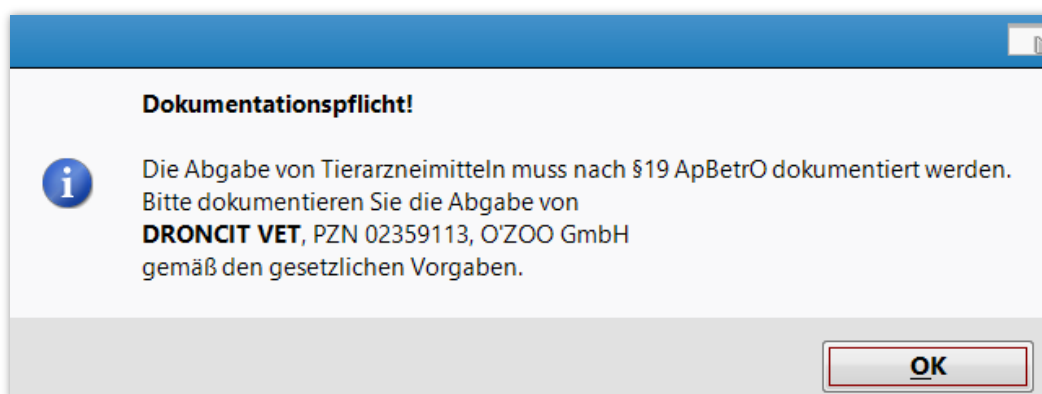 Dokumentationspflicht!
Die Abgabe von Tierarzneimitteln muss nach §19 ApBetrO dokumentiert werden.
Bitte dokumentieren Sie die Abgabe von
DRONCIT VET, PZN 02359113, O'ZOO GmbH
gemäß den gesetzlichen Vorgaben.
OK